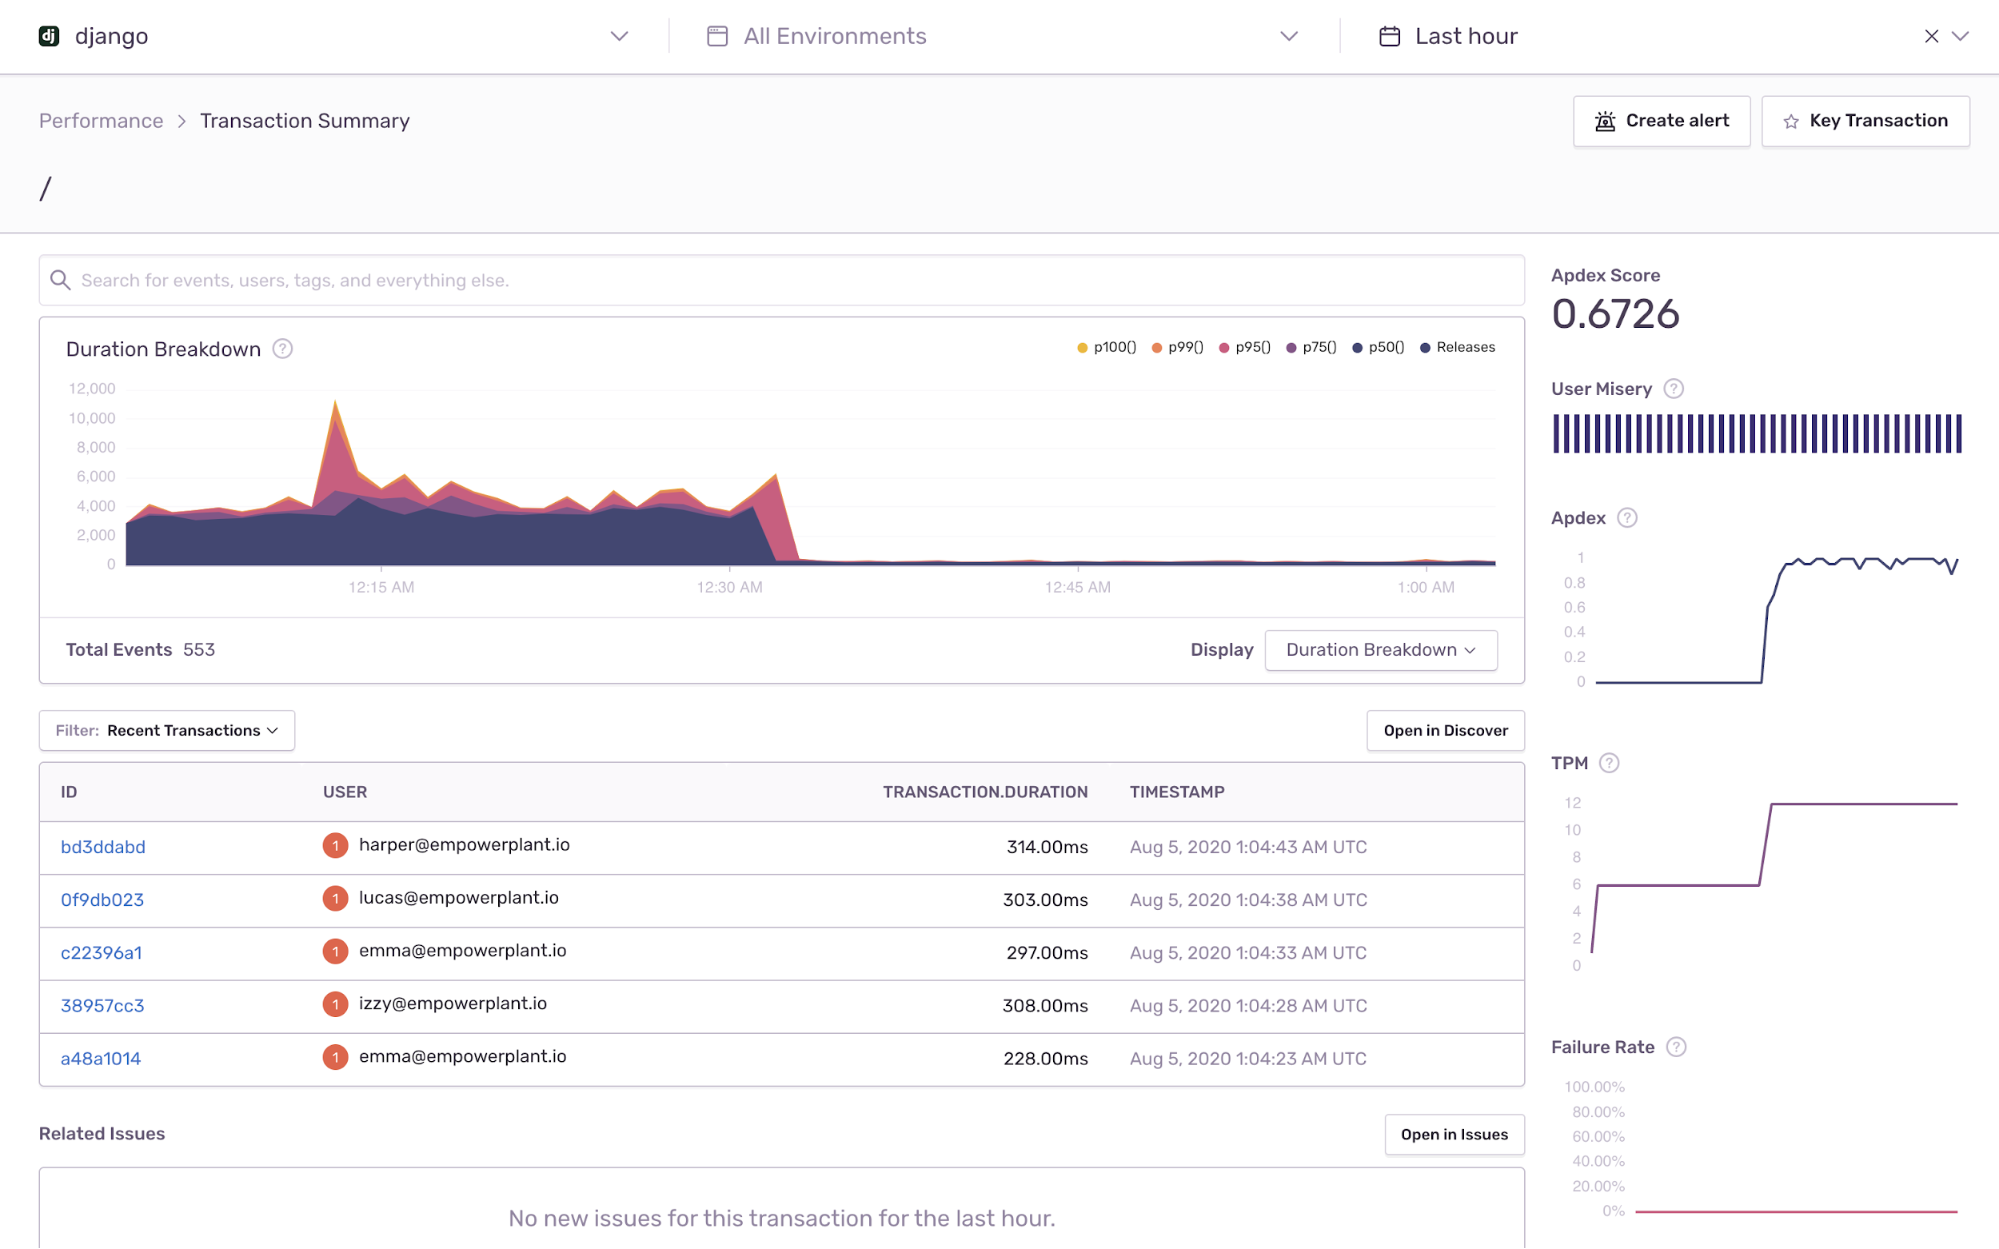 dj django
All Environments
Last hour
Performance > Transaction Summary
Create alert
Key Transaction
/
Search for events, users, tags, and everything else.
Duration Breakdown ?
p100() p99() p95() p75() p50() Releases
12,000
10,000
8,000
6,000
4,000
2,000
0
12:15 AM 12:30 AM 12:45 AM 1:00 AM
Total Events 553
Display Duration Breakdown
Filter: Recent Transactions
Open in Discover
ID USER TRANSACTION.DURATION TIMESTAMP
bd3ddabd 1 harper@empowerplant.io 314.00ms Aug 5, 2020 1:04:43 AM UTC
0f9db023 1 lucas@empowerplant.io 303.00ms Aug 5, 2020 1:04:38 AM UTC
c22396a1 1 emma@empowerplant.io 297.00ms Aug 5, 2020 1:04:33 AM UTC
38957cc3 1 izzy@empowerplant.io 308.00ms Aug 5, 2020 1:04:28 AM UTC
a48a1014 1 emma@empowerplant.io 228.00ms Aug 5, 2020 1:04:23 AM UTC
Related Issues
Open in Issues
No new issues for this transaction for the last hour.
Apdex Score
0.6726
User Misery ?
Apdex ?
1
0.8
0.6
0.4
0.2
0
TPM ?
12
10
8
6
4
2
0
Failure Rate ?
100.00%
80.00%
60.00%
40.00%
20.00%
0%